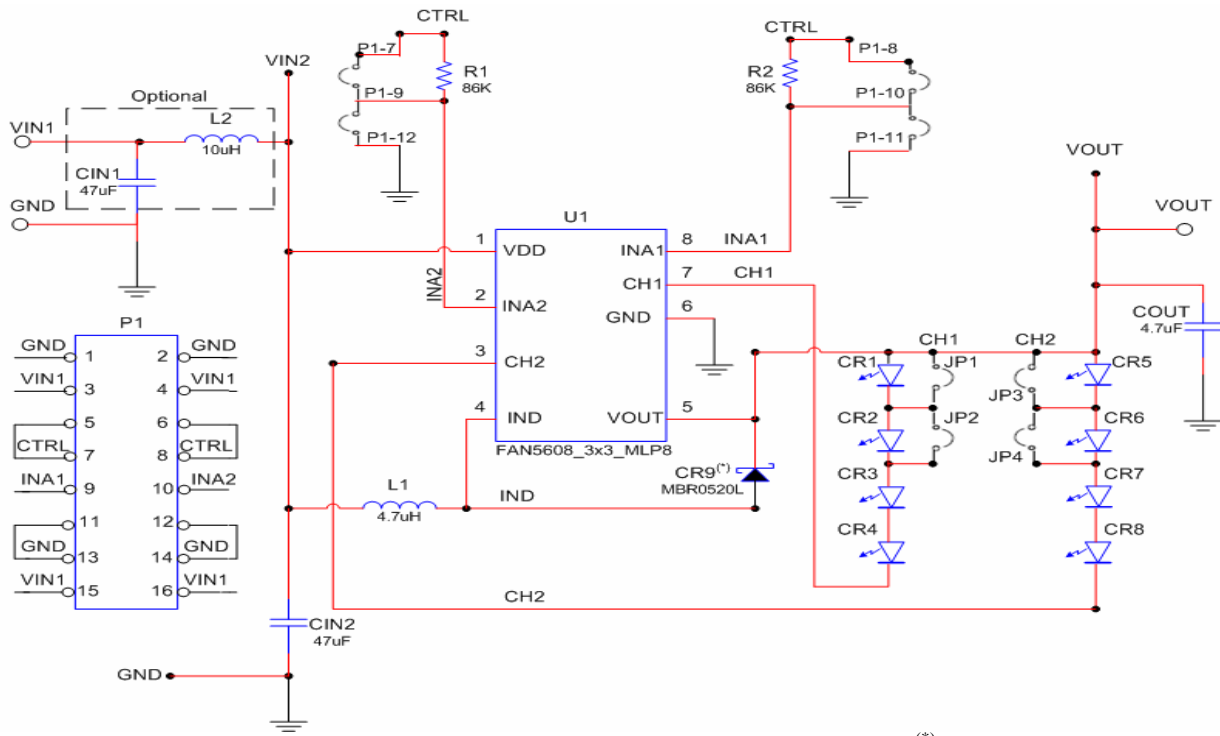 CTRL
P1-7
R1
86K
P1-9
P1-12
VIN2
Optional
VIN1
L2
10uH
CIN1
47uF
GND
CTRL
P1-8
R2
86K
P1-10
P1-11
VOUT
VOUT
COUT
4.7uF
U1
1 VDD
INA1 8 INA1
CH1 7 CH1
INA2
2 INA2
GND 6
3 CH2
4 IND
VOUT 5
FAN5608_3x3_MLP8
P1
GND 1 2 GND
VIN1 3 4 VIN1
5 6
CTRL 7 8 CTRL
INA1 9 10 INA2
11 12
GND 13 14 GND
VIN1 15 16 VIN1
L1
4.7uH
IND
CR9(*)
MBR0520L
CH1 CH2
CR1 JP1
JP3 CR5
CR2 JP2
JP4 CR6
CR3 CR7
CR4 CR8
CH2
CIN2
47uF
GND
(*)